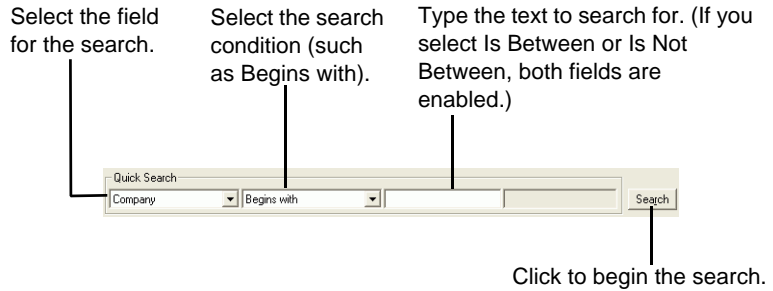 Select the field
for the search.
Select the search
condition (such
as Begins with).
Type the text to search for. (If you
select Is Between or Is Not
Between, both fields are
enabled.)
Quick Search
Company
Begins with
Search
Click to begin the search.